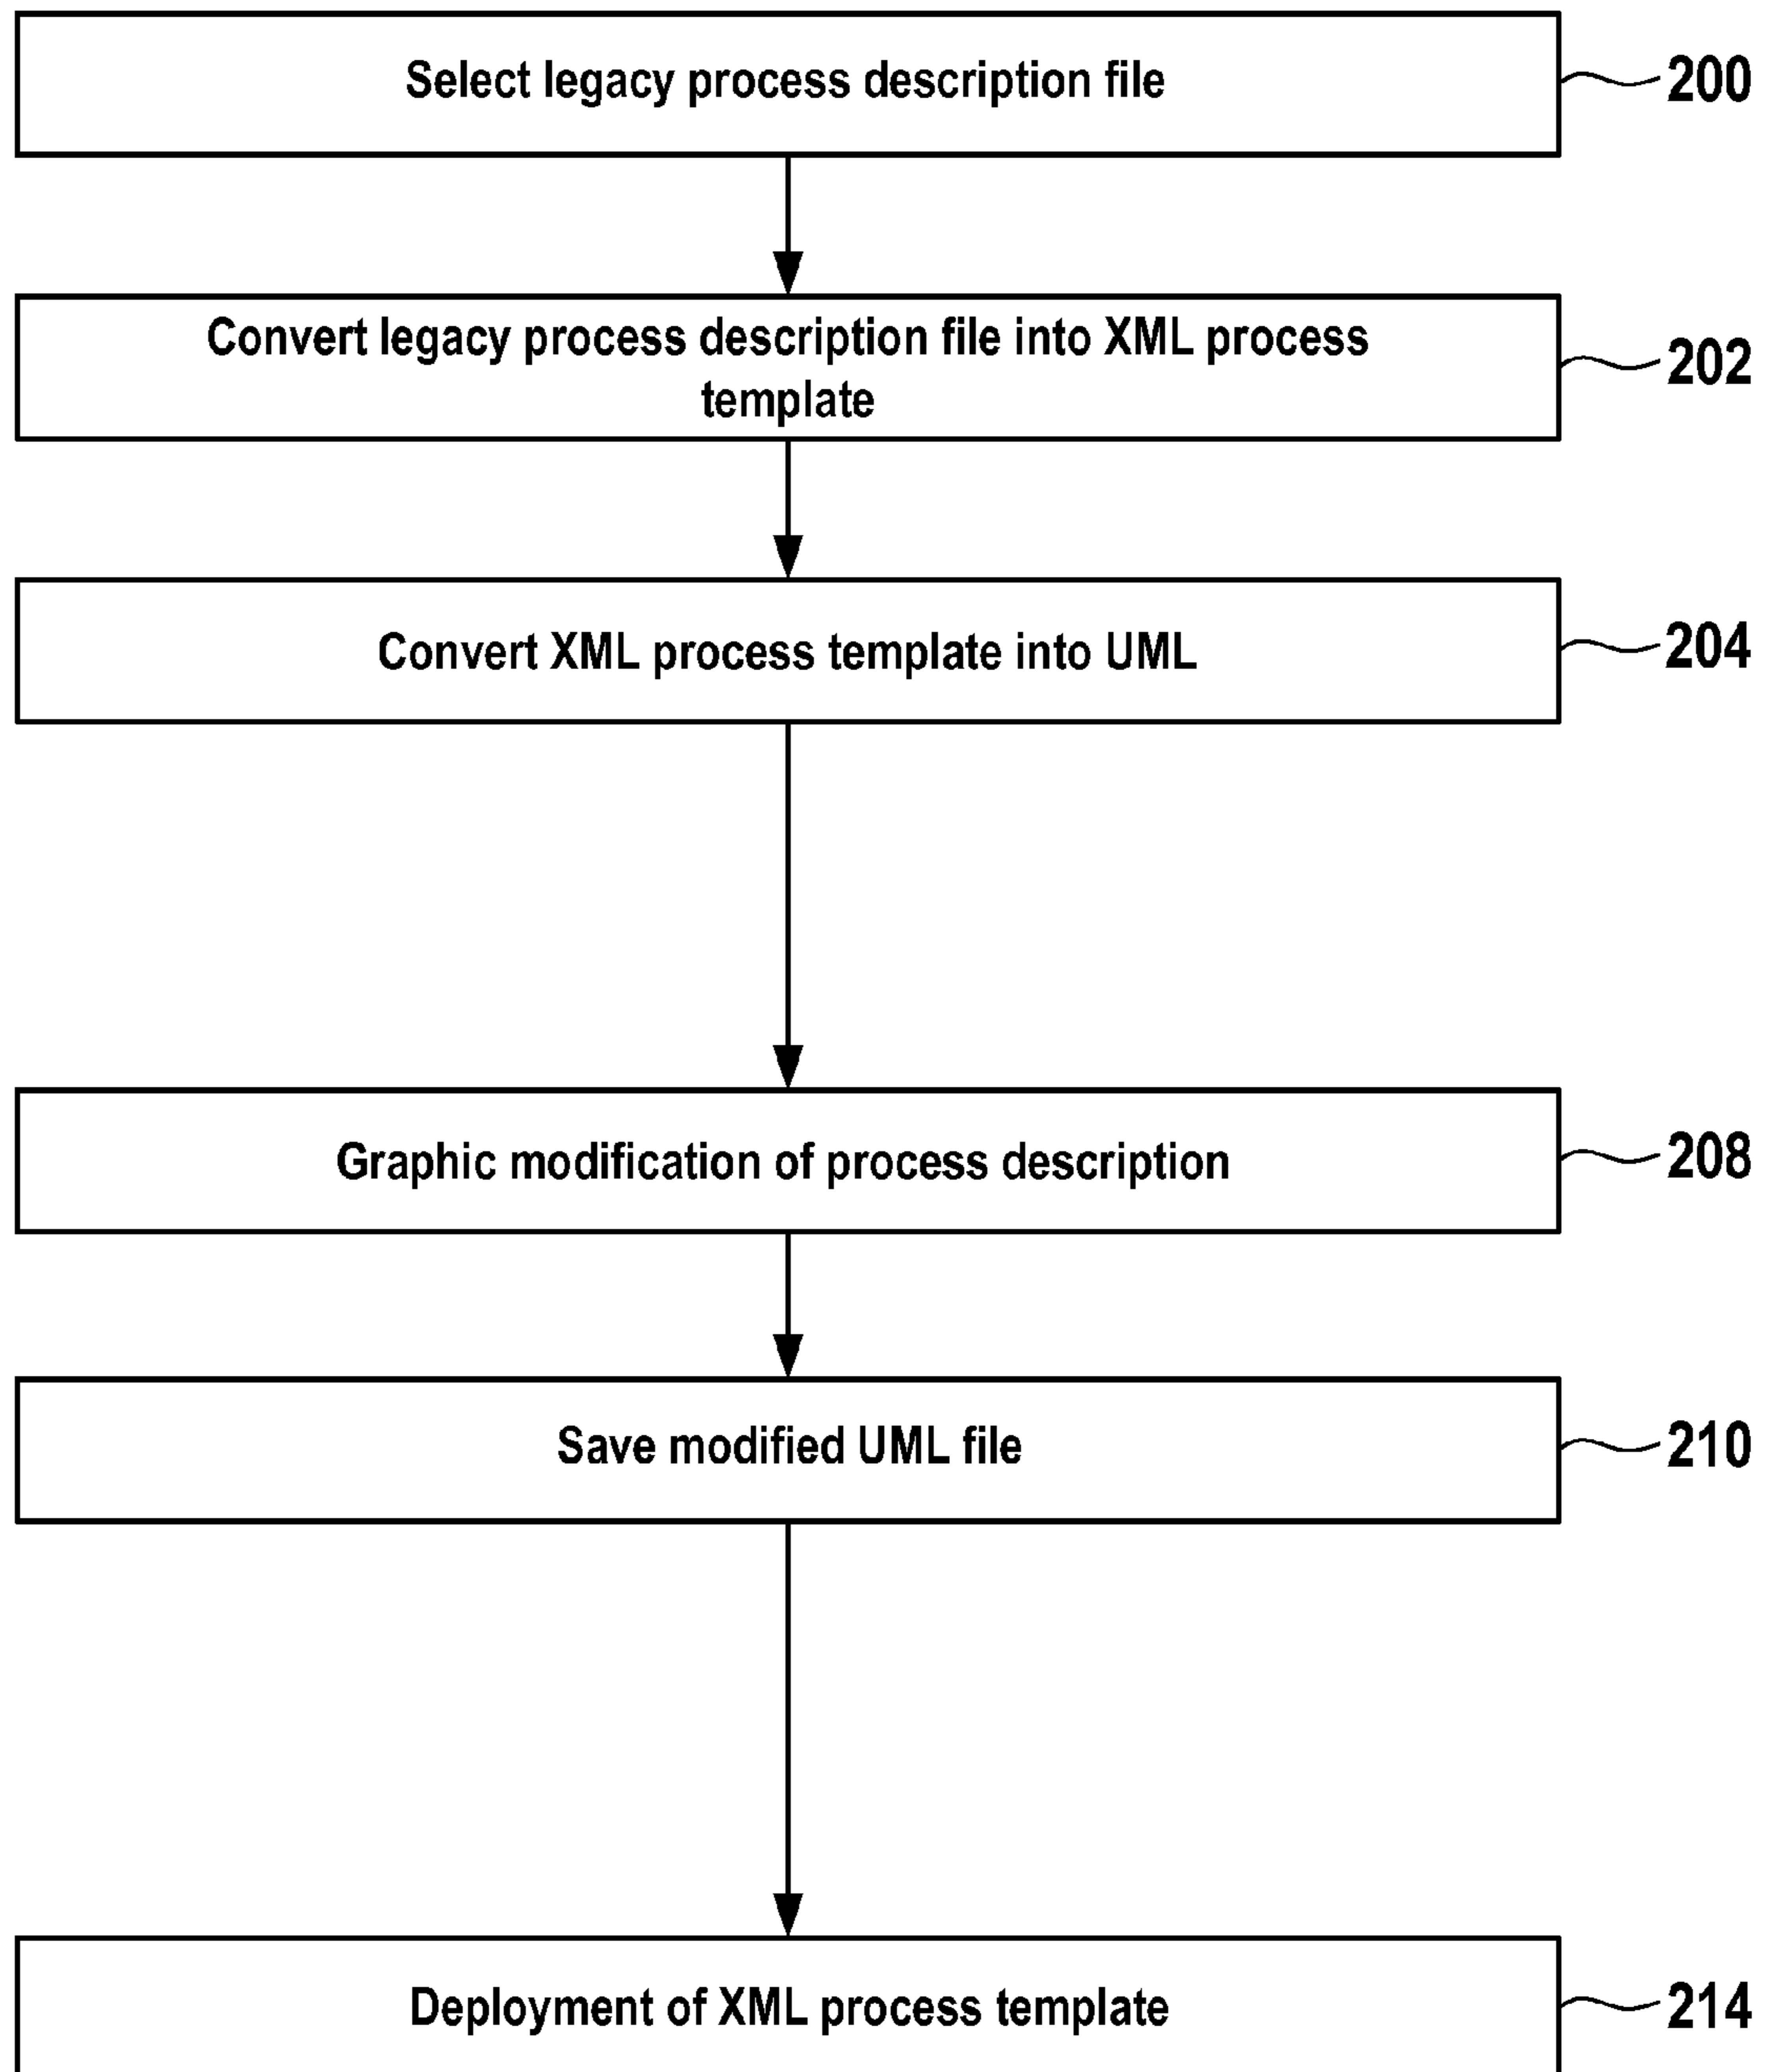 Select legacy process description file
200
Convert legacy process description file into XML process
template
202
Convert XML process template into UML
204
Graphic modification of process description
208
Save modified UML file
210
Deployment of XML process template
214